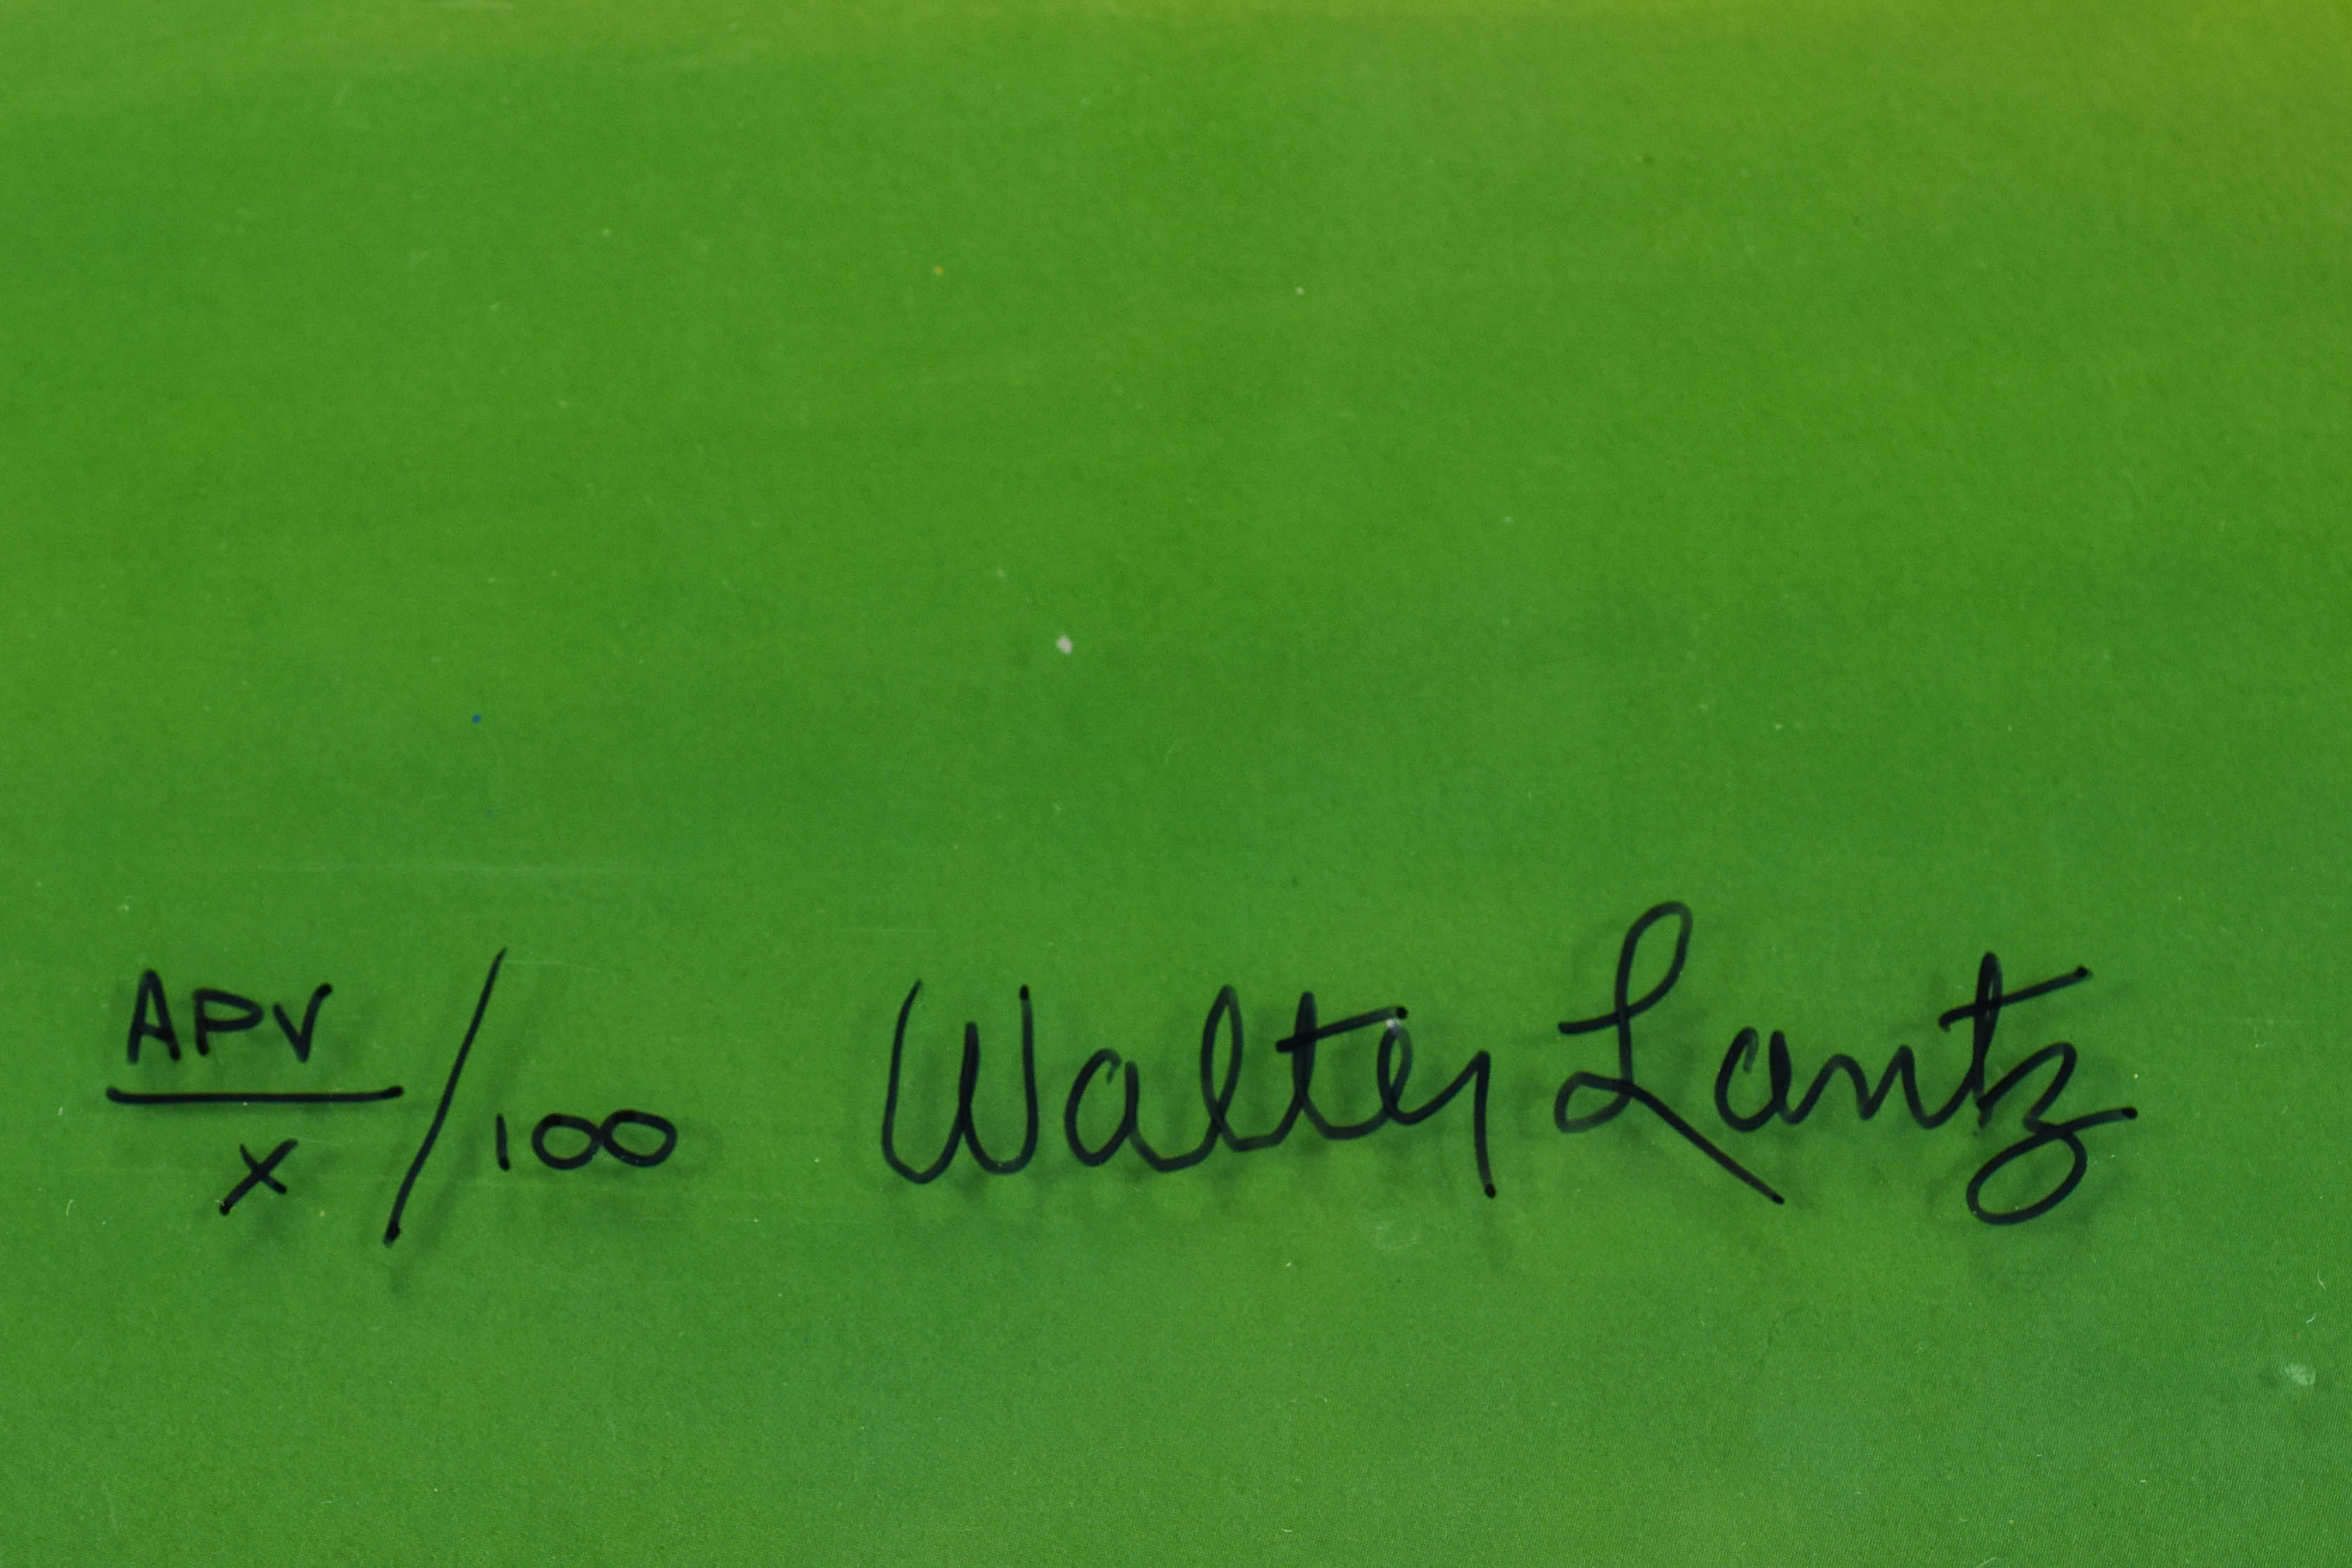 APV
X /100 Walter Lantz